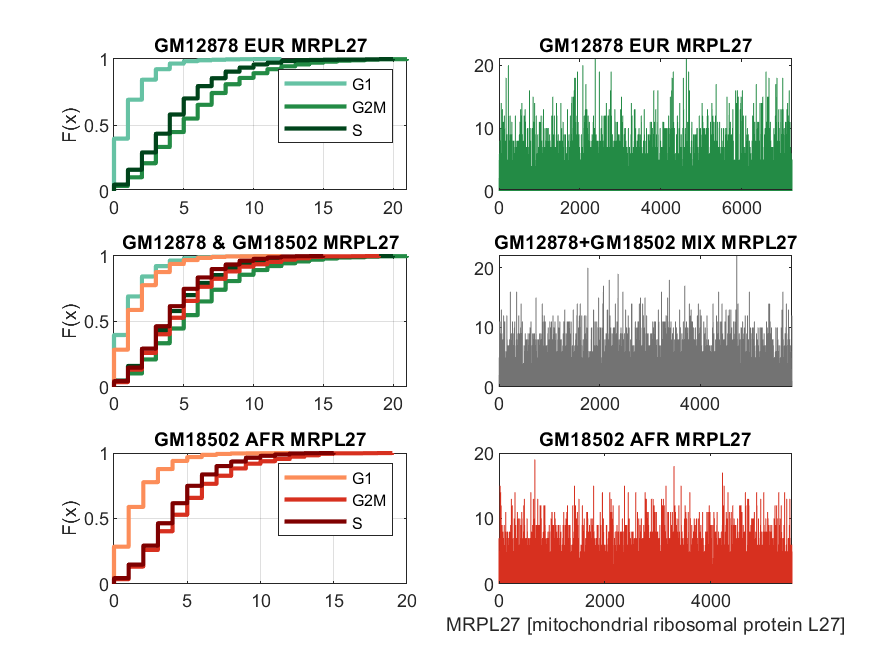 GM12878 EUR MRPL27
1
0.5
0
F(x)
0 5 10 15 20
G1
G2M
S
GM12878 EUR MRPL27
20
10
0
0 2000 4000 6000
GM12878 & GM18502 MRPL27
1
0.5
0
F(x)
0 5 10 15 20
GM12878+GM18502 MIX MRPL27
20
10
0
0 2000 4000
GM18502 AFR MRPL27
1
0.5
0
F(x)
0 5 10 15 20
G1
G2M
S
GM18502 AFR MRPL27
20
10
0
0 2000 4000
MRPL27 [mitochondrial ribosomal protein L27]